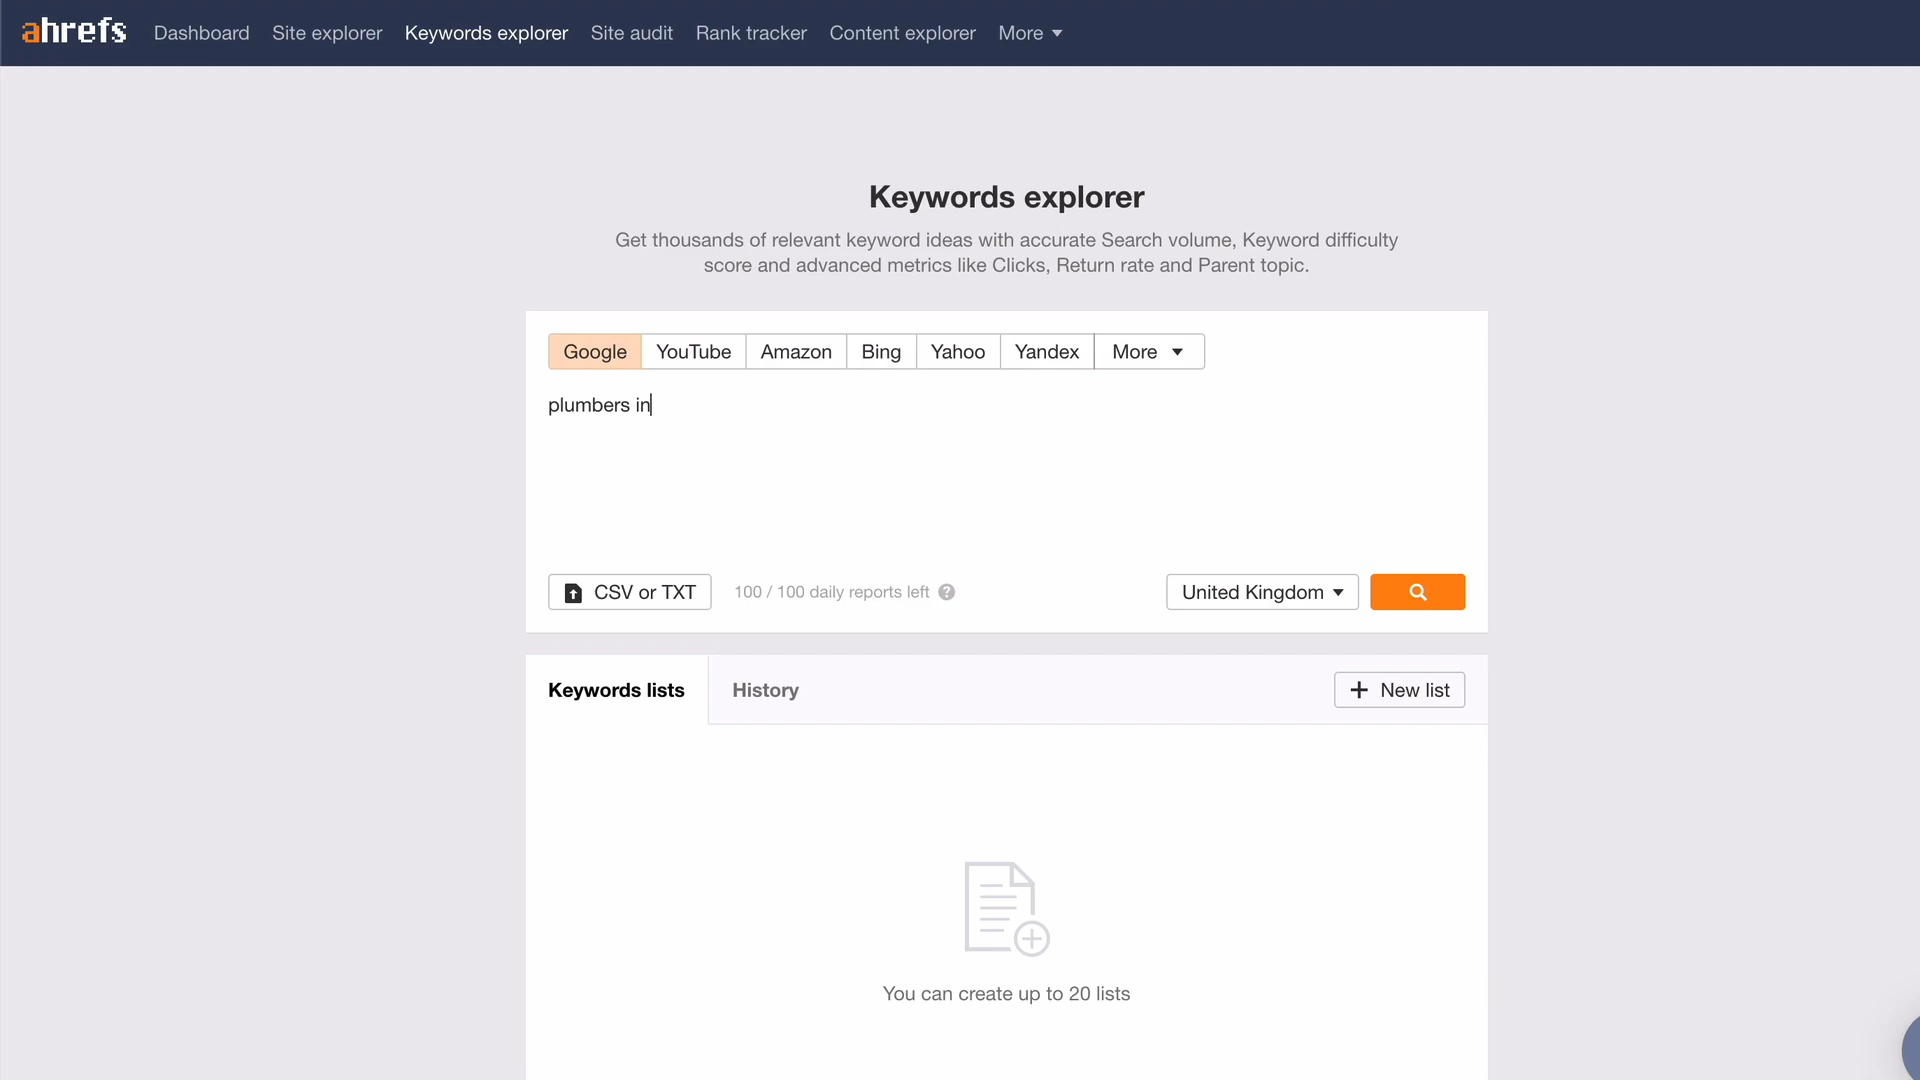 ahrefs Dashboard Site explorer Keywords explorer Site audit Rank tracker Content explorer More
Keywords explorer
Get thousands of relevant keyword ideas with accurate Search volume, Keyword difficulty
score and advanced metrics like Clicks, Return rate and Parent topic.
Google YouTube Amazon Bing Yahoo Yandex More
plumbers in
CSV or TXT 100 / 100 daily reports left ? United Kingdom
Keywords lists History + New list
You can create up to 20 lists